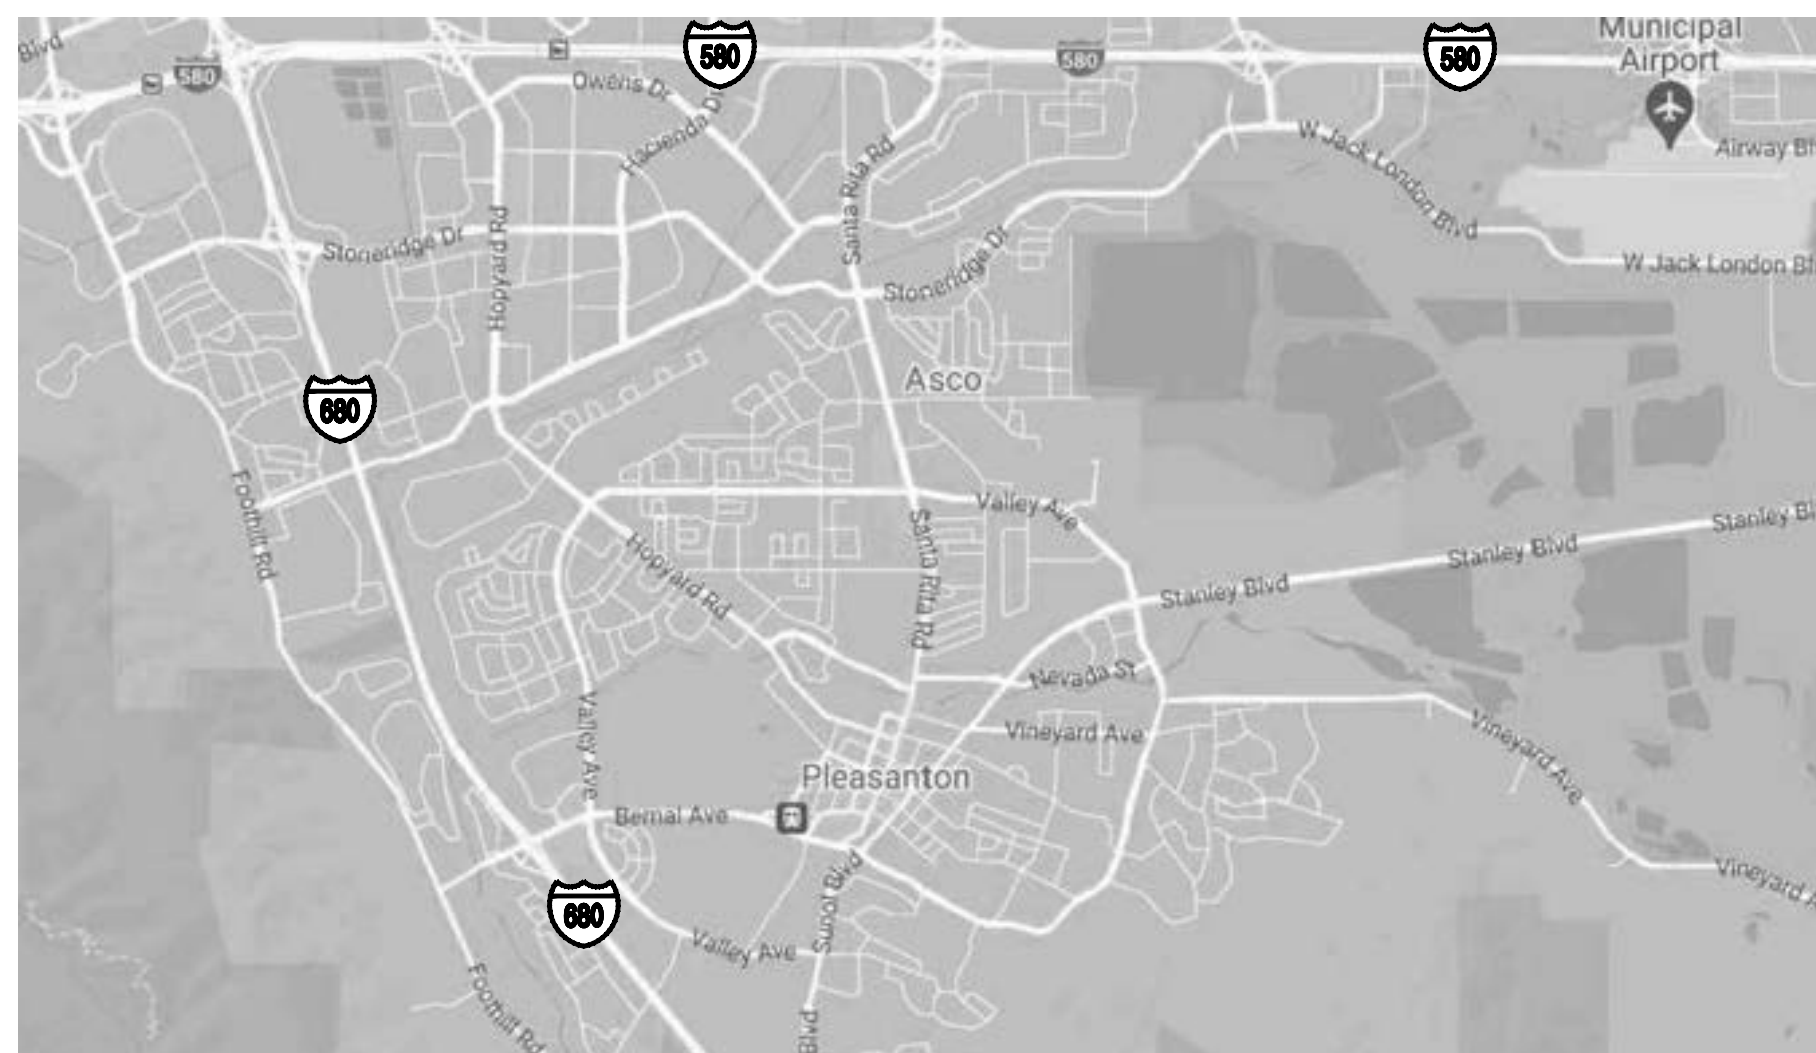 Blvd
580
580
580
580
Municipal
Airport
Owens Dr
Hacienda Dr
Santa Rita Rd
W Jack London Blvd
Airway Bl
Stoneridge Dr
Hopyard Rd
Stoneridge Dr
W Jack London Bl
Asco
680
Foothill Rd
Valley Ave
Santa Rita Rd
Hopyard Rd
Stanley Blvd
Stanley Blvd
Stanley Bl
Nevada St
Valley Ave
Vineyard Ave
Vineyard Ave
Pleasanton
Bernal Ave
Sunol Blvd
Vineyard A
680
Valley Ave
Foothill Rd
Blvd